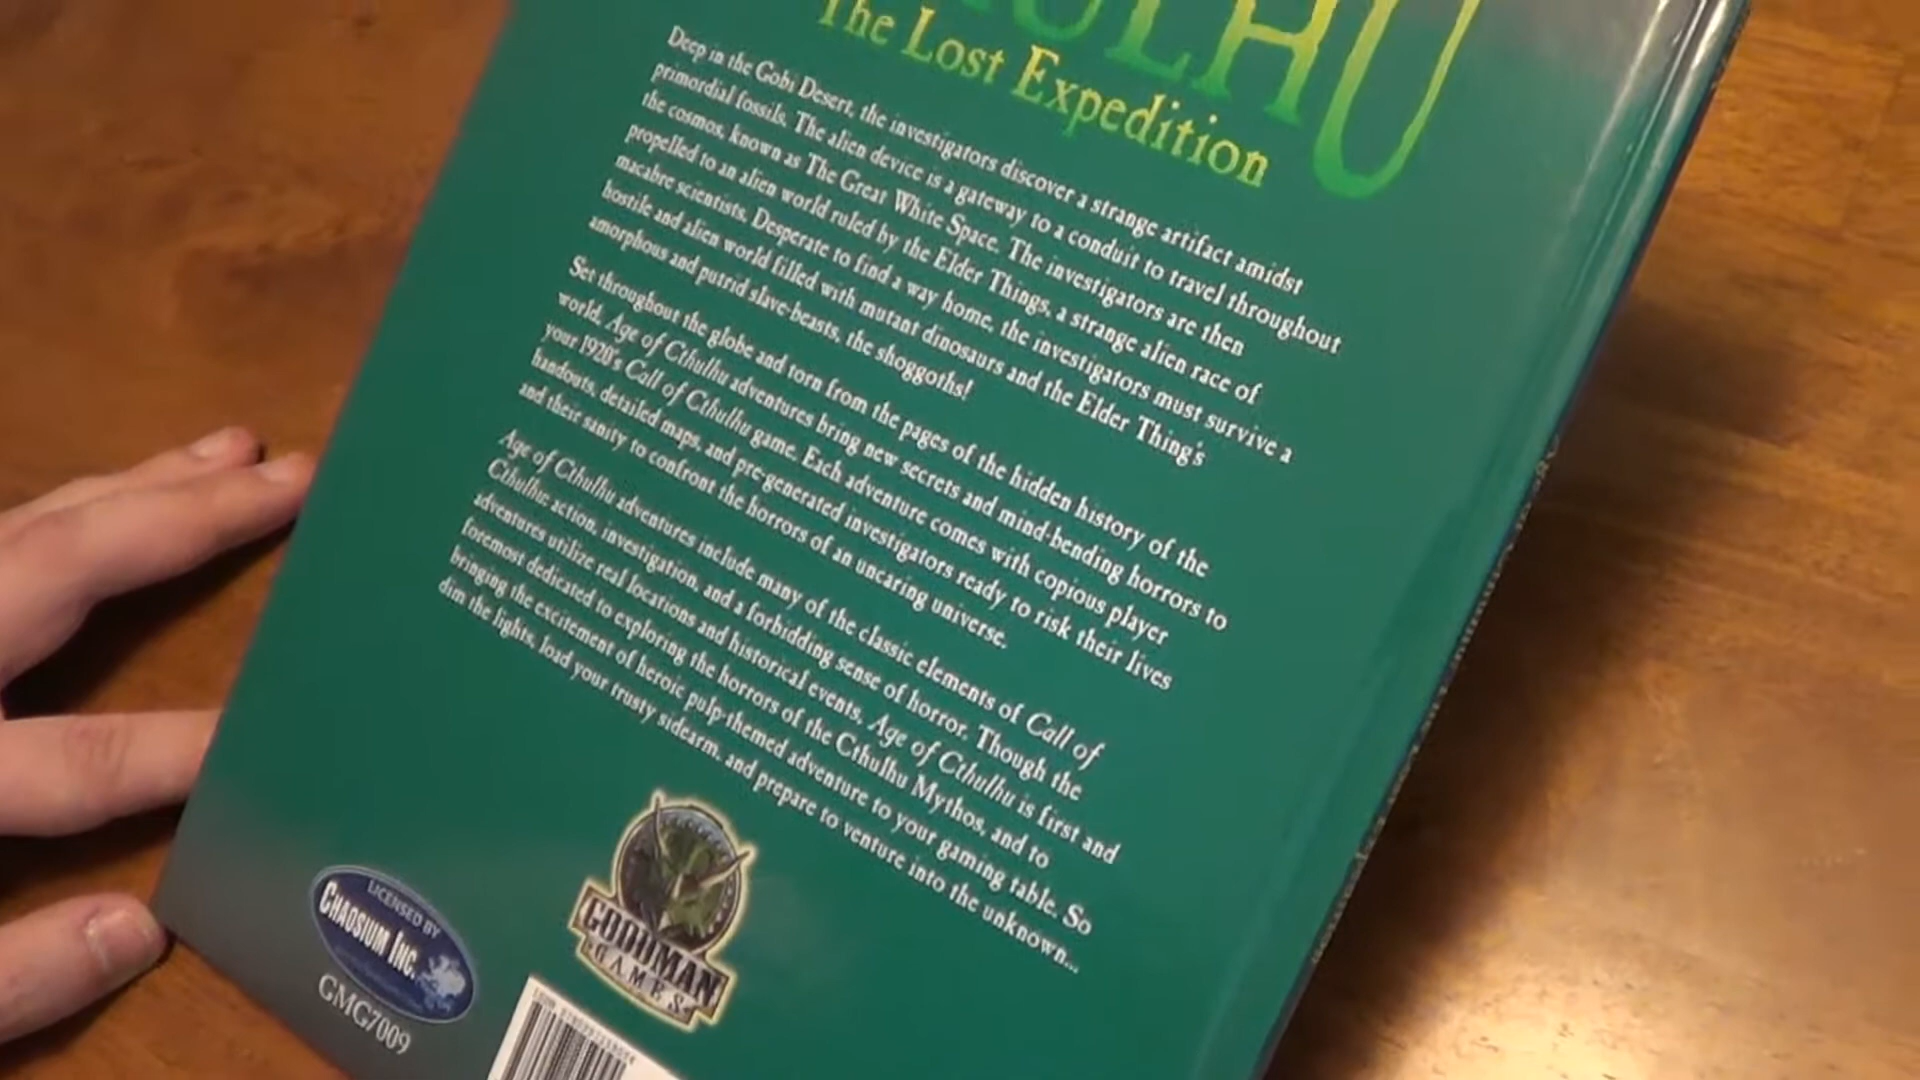 The Lost Expedition
Deep in the Gobi Desert, the investigators discover a strange artifact amidst
primordial fossils. The alien device is a gateway to a conduit to travel throughout
the cosmos, known as The Great White Space. The investigators are then
propelled to an alien world ruled by the Elder Things, a strange alien race of
macabre scientists. Desperate to find a way home, the investigators must survive a
hostile and alien world filled with mutant dinosaurs and the Elder Thing's
amorphous and putrid slave-beasts, the shoggoths!
Set throughout the globe and torn from the pages of the hidden history of the
world, Age of Cthulhu adventures bring new secrets and mind-bending horrors to
your 1920's Call of Cthulhu game. Each adventure comes with copious player
handouts, detailed maps, and pre-generated investigators ready to risk their lives
and their sanity to confront the horrors of an uncaring universe.
Age of Cthulhu adventures include many of the classic elements of Call of
Cthulhu: action, investigation, and a forbidding sense of horror. Though the
adventures utilize real locations and historical events, Age of Cthulhu is first and
foremost dedicated to exploring the horrors of the Cthulhu Mythos, and to
bringing the excitement of heroic pulp-themed adventure to your gaming table. So
dim the lights, load your trusty sidearm, and prepare to venture into the unknown...
LICENSED BY
CHAOSIUM INC.
GMG7009
GOODMAN
GAMES